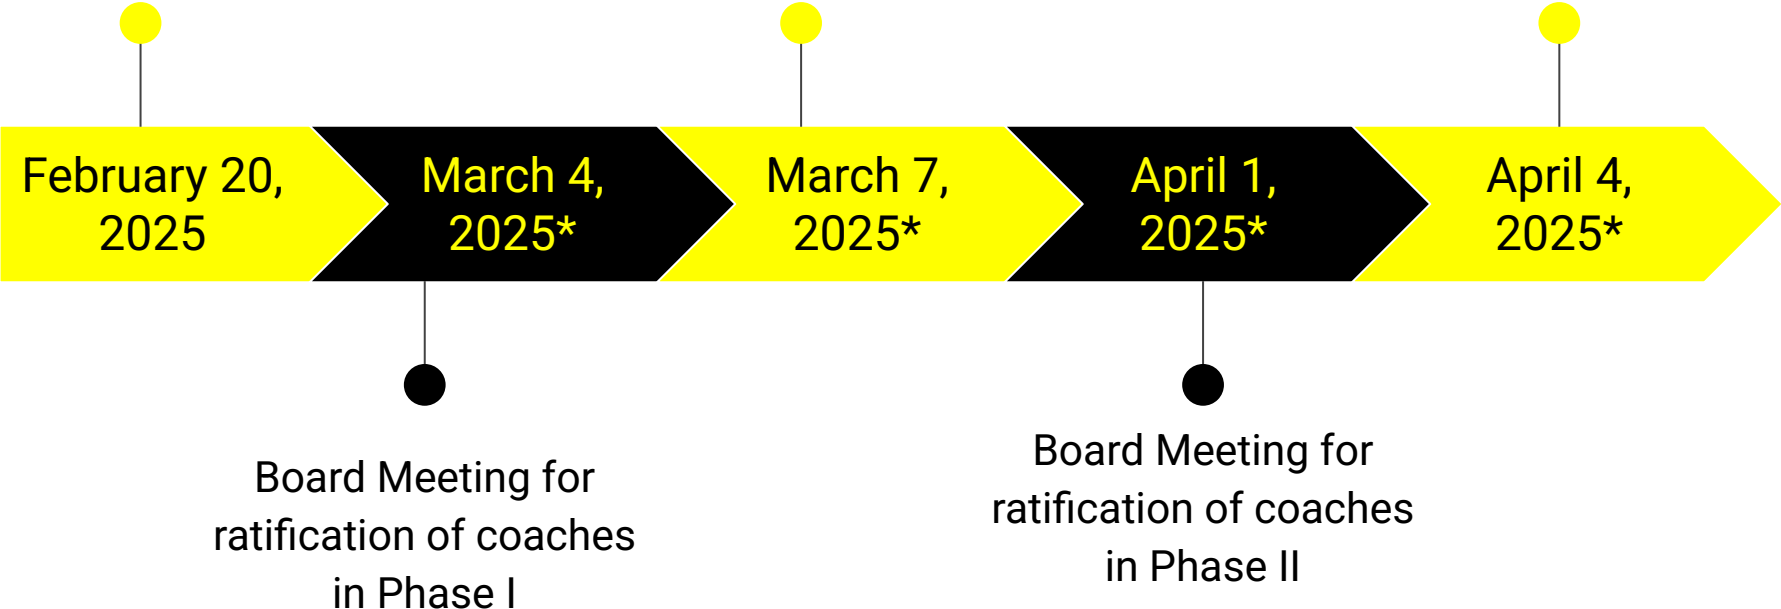 February 20,
2025
March 4,
2025*
March 7,
2025*
April 1,
2025*
April 4,
2025*
Board Meeting for
ratification of coaches
in Phase I
Board Meeting for
ratification of coaches
in Phase II